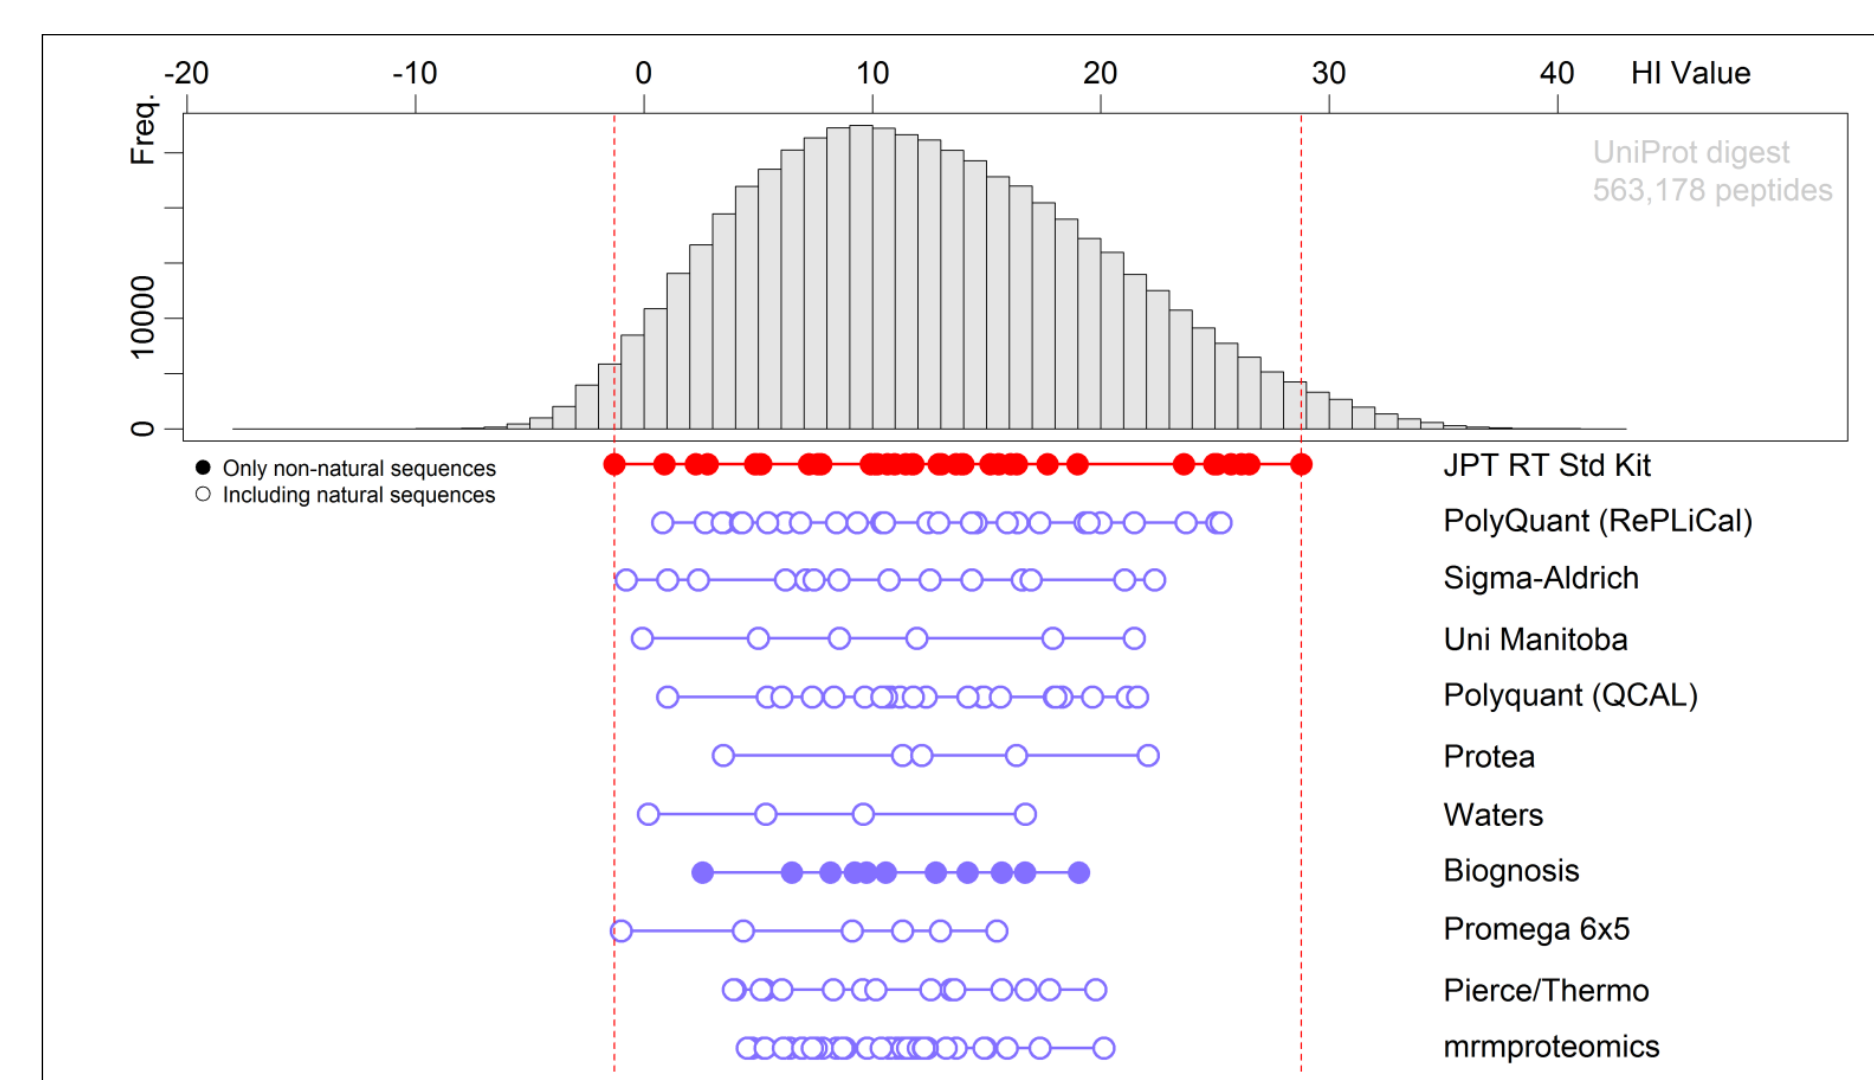 -20 -10 0 10 20 30 40 HI Value
Freq.
10000
0
UniProt digest
563,178 peptides
Only non-natural sequences
Including natural sequences
JPT RT Std Kit
PolyQuant (RePLiCal)
Sigma-Aldrich
Uni Manitoba
Polyquant (QCAL)
Protea
Waters
Biognosis
Promega 6x5
Pierce/Thermo
mrmproteomics